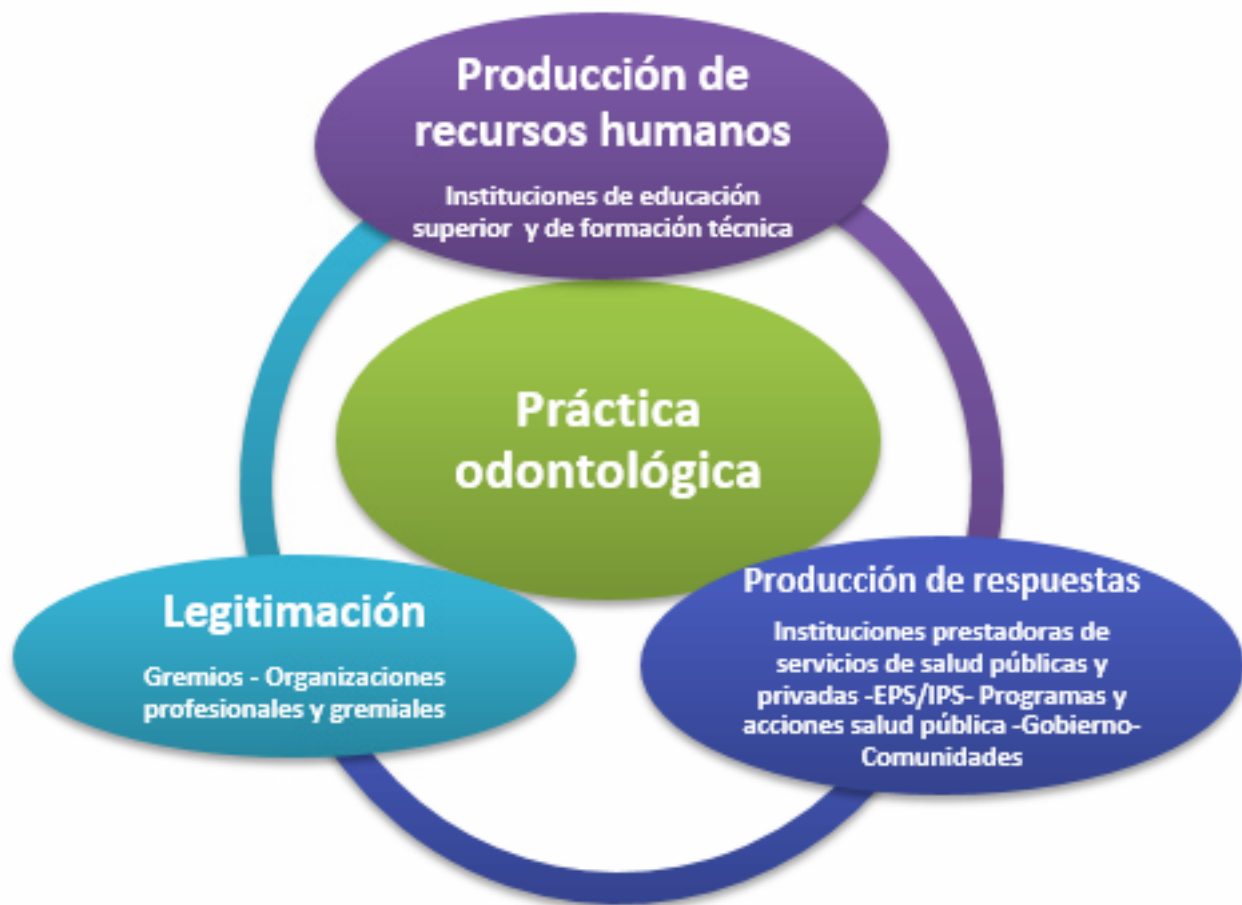 Producción de
recursos humanos
Instituciones de educación
superior y de formación técnica
Práctica
odontológica
Legitimación
Gremios - Organizaciones
profesionales y gremiales
Producción de respuestas
Instituciones prestadoras de
servicios de salud públicas y
privadas -EPS/IPS- Programas y
acciones salud pública -Gobierno-
Comunidades